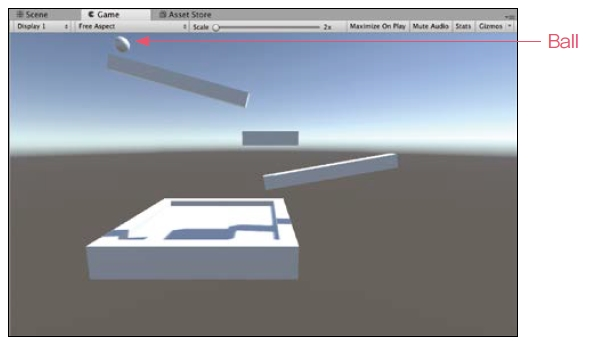 Scene Game Asset Store
Display 1 Free Aspect Scale 2x Maximize On Play Mute Audio Stats Gizmos
Ball